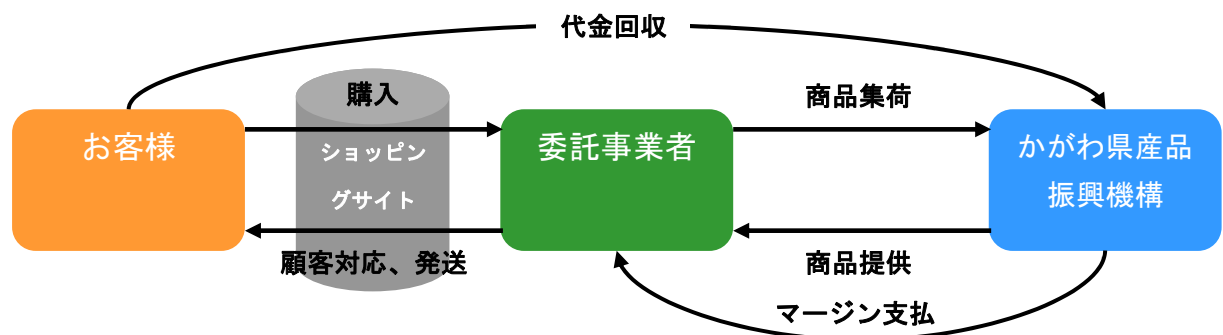 代金回収
購入
商品集荷
お客様
ショッピン
グサイト
委託事業者
かがわ県産品
振興機構
顧客対応、発送
商品提供
マージン支払